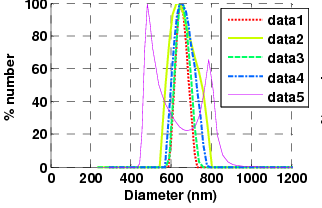 100
80
60
40
20
0
% number
0 200 400 600 800 1000 1200
Diameter (nm)
data1
data2
data3
data4
data5